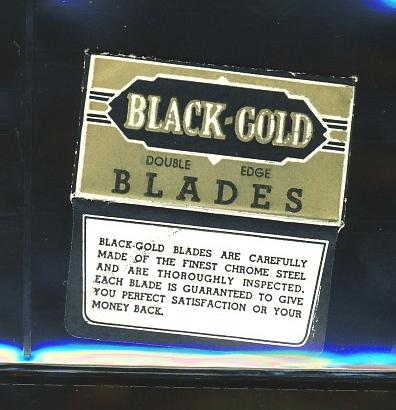 BLACK-GOLD
DOUBLE EDGE
BLADES
BLACK-GOLD BLADES ARE CAREFULLY
MADE OF THE FINEST CHROME STEEL
AND ARE THOROUGHLY INSPECTED.
EACH BLADE IS GUARANTEED TO GIVE
YOU PERFECT SATISFACTION OR YOUR
MONEY BACK.